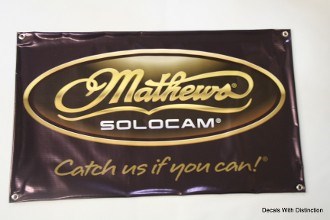 Mathews®
SOLOCAM®
Catch us if you can!®
Decals With Distinction